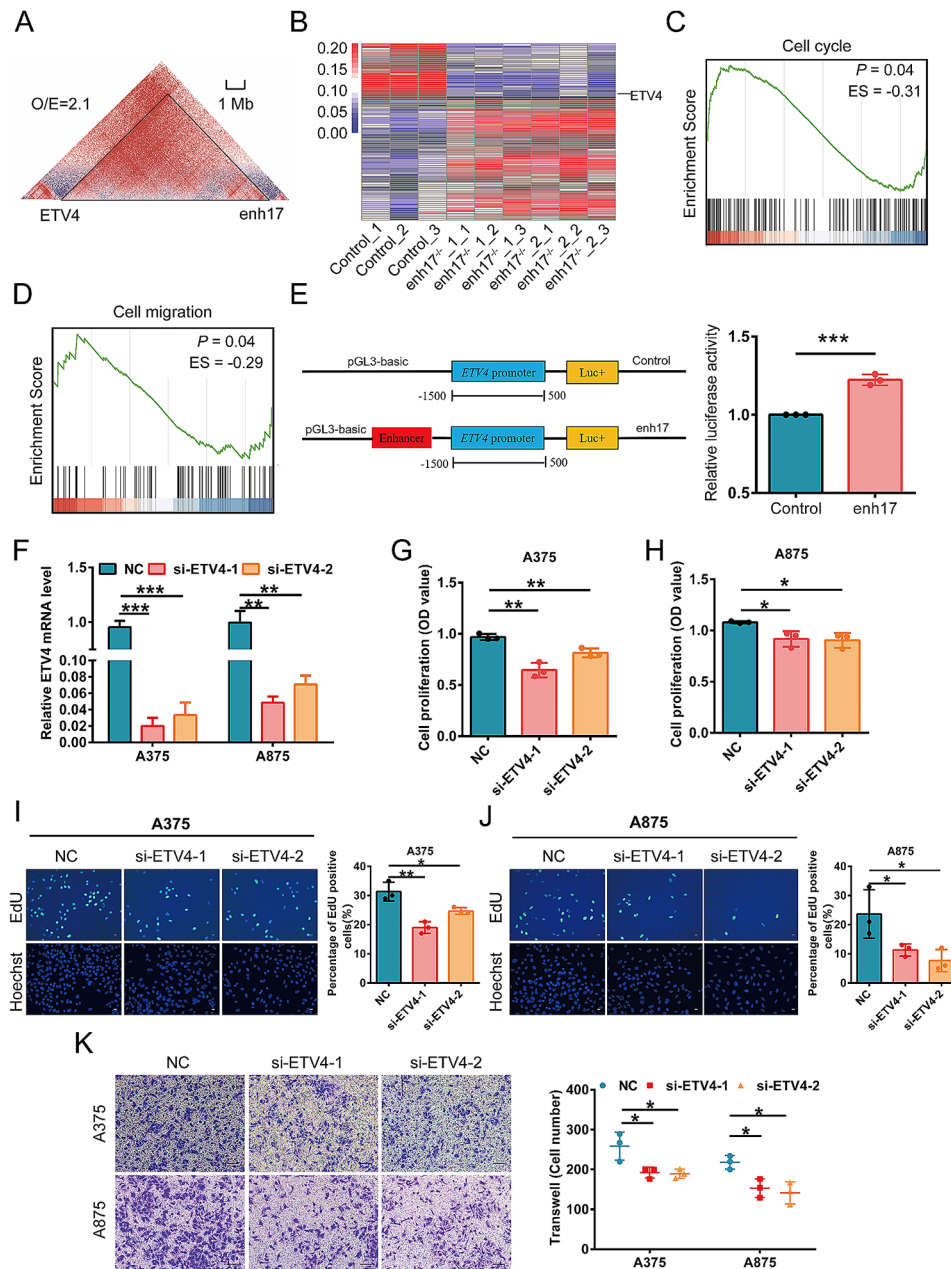 A
O/E=2.1
1 Mb
ETV4
enh17
B
0.20
0.15
0.10
0.05
0.00
ETV4
Control_1
Control_2
Control_3
enh17-/-_1_1
enh17-/-_1_2
enh17-/-_1_3
enh17-/-_2_1
enh17-/-_2_2
enh17-/-_2_3
C
Cell cycle
P = 0.04
ES = -0.31
Enrichment Score
D
Cell migration
P = 0.04
ES = -0.29
Enrichment Score
E
pGL3-basic
ETV4 promoter
Luc+
Control
-1500
500
pGL3-basic
Enhancer
ETV4 promoter
Luc+
enh17
-1500
500
Relative luciferase activity
1.5
1.0
0.5
***
Control
enh17
F
NC
si-ETV4-1
si-ETV4-2
Relative ETV4 mRNA level
1.5
1.0
0.5
0.10
0.08
0.06
0.04
0.02
0.00
***
***
**
**
A375
A875
G
A375
Cell proliferation (OD value)
1.5
1.0
0.5
0.0
**
**
NC
si-ETV4-1
si-ETV4-2
H
A875
Cell proliferation (OD value)
1.5
1.0
0.5
0.0
*
*
NC
si-ETV4-1
si-ETV4-2
I
A375
NC
si-ETV4-1
si-ETV4-2
EdU
Hoechst
A375
Percentage of EdU positive
cells(%)
40
30
20
10
0
*
**
NC
si-ETV4-1
si-ETV4-2
J
A875
NC
si-ETV4-1
si-ETV4-2
EdU
Hoechst
A875
Percentage of EdU positive
cells(%)
40
30
20
10
0
*
*
NC
si-ETV4-1
si-ETV4-2
K
NC
si-ETV4-1
si-ETV4-2
A375
A875
NC
si-ETV4-1
si-ETV4-2
Transwell (Cell number)
400
300
200
100
0
*
*
*
*
A375
A875